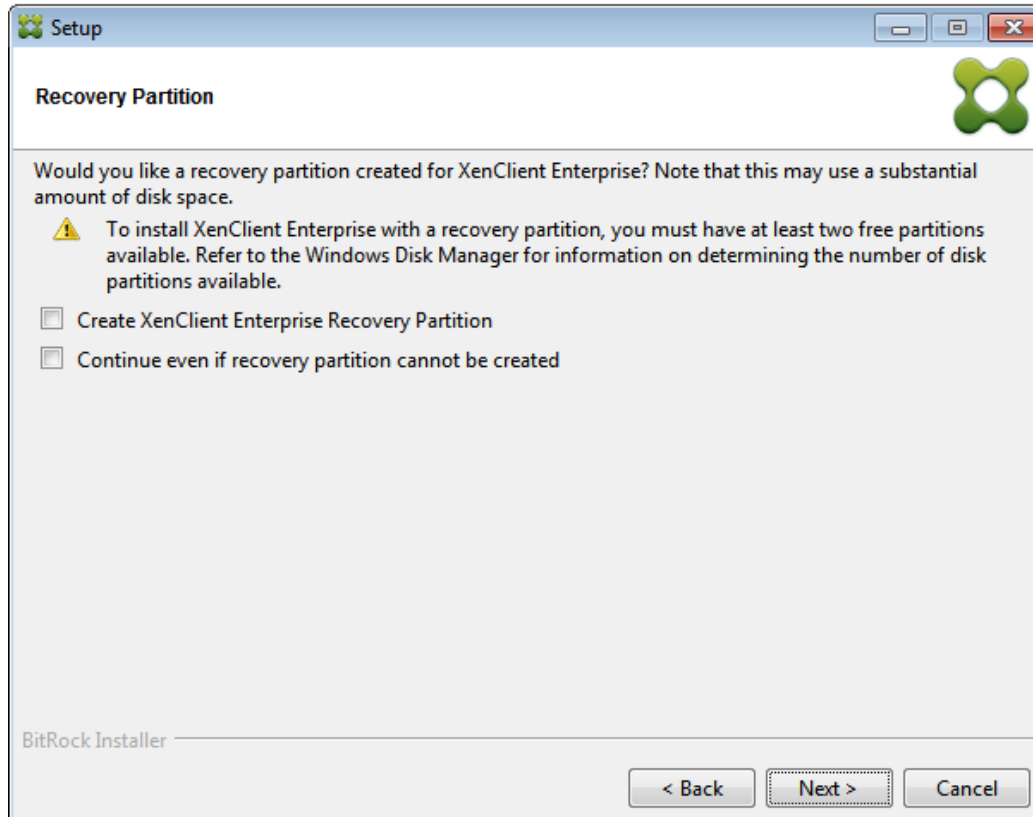 Setup
Recovery Partition
Would you like a recovery partition created for XenClient Enterprise? Note that this may use a substantial
amount of disk space.
To install XenClient Enterprise with a recovery partition, you must have at least two free partitions
available. Refer to the Windows Disk Manager for information on determining the number of disk
partitions available.
Create XenClient Enterprise Recovery Partition
Continue even if recovery partition cannot be created
BitRock Installer
< Back Next > Cancel